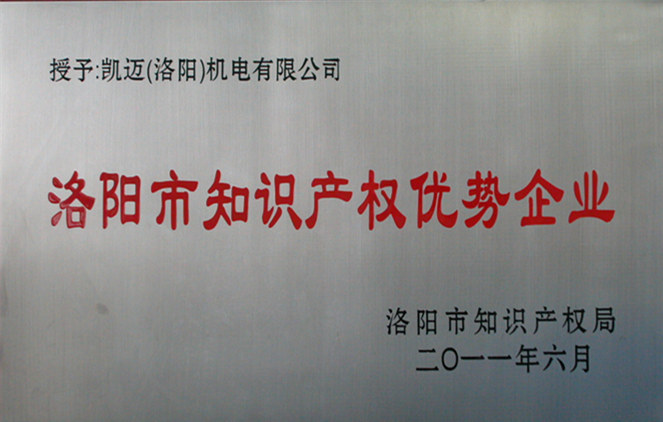 授予:凯迈(洛阳)机电有限公司
洛阳市知识产权优势企业
洛阳市知识产权局
二〇一一年六月